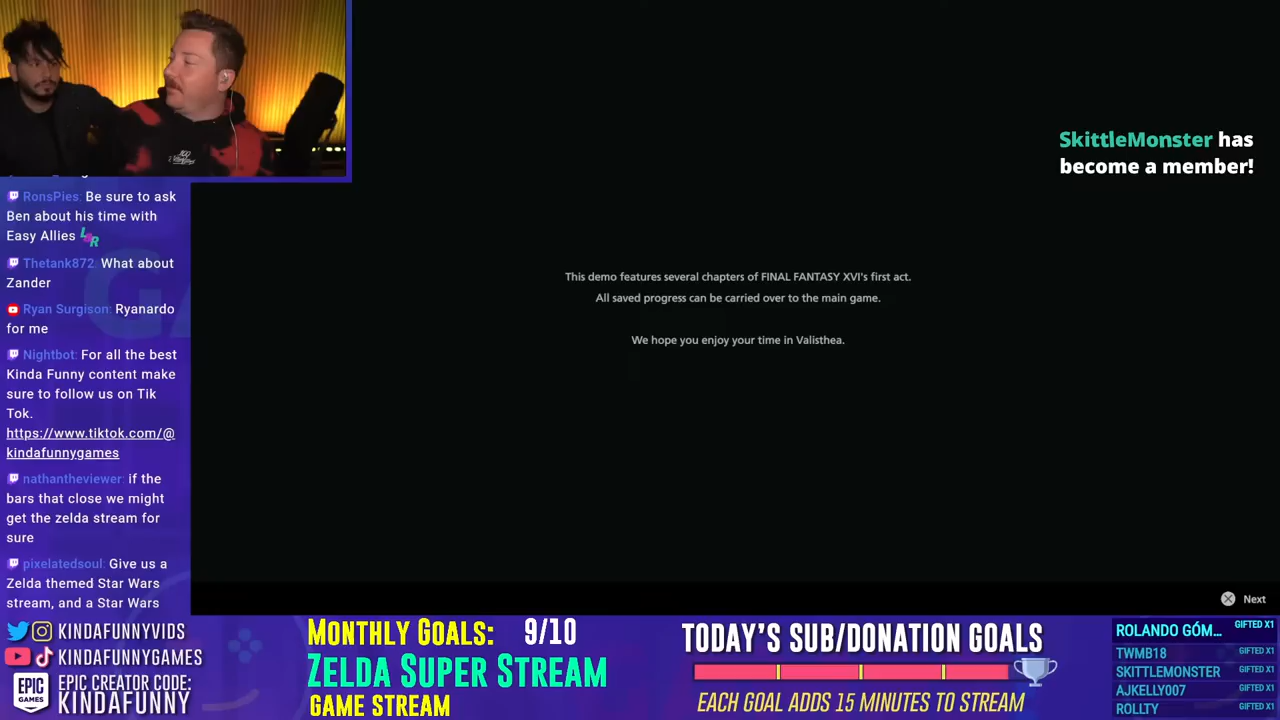 SkittleMonster has
become a member!
RonsPies: Be sure to ask
Ben about his time with
Easy Allies
Thetank872: What about
Zander
Ryan Surgison: Ryanardo
for me
Nightbot: For all the best
Kinda Funny content make
sure to follow us on Tik
Tok.
https://www.tiktok.com/@
kindafunnygames
nathantheviewer: if the
bars that close we might
get the zelda stream for
sure
pixelatedsoul: Give us a
Zelda themed Star Wars
stream, and a Star Wars
This demo features several chapters of FINAL FANTASY XVI's first act.
All saved progress can be carried over to the main game.
We hope you enjoy your time in Valisthea.
Next
KINDAFUNNYVIDS
KINDAFUNNYGAMES
EPIC GAMES
EPIC CREATOR CODE:
KINDAFUNNY
MONTHLY GOALS: 9/10
ZELDA SUPER STREAM
GAME STREAM
TODAY'S SUB/DONATION GOALS
EACH GOAL ADDS 15 MINUTES TO STREAM
ROLANDO GÓM... GIFTED X1
TWMB18 GIFTED X1
SKITTLEMONSTER GIFTED X1
AJKELLY007 GIFTED X1
ROLLTY GIFTED X1